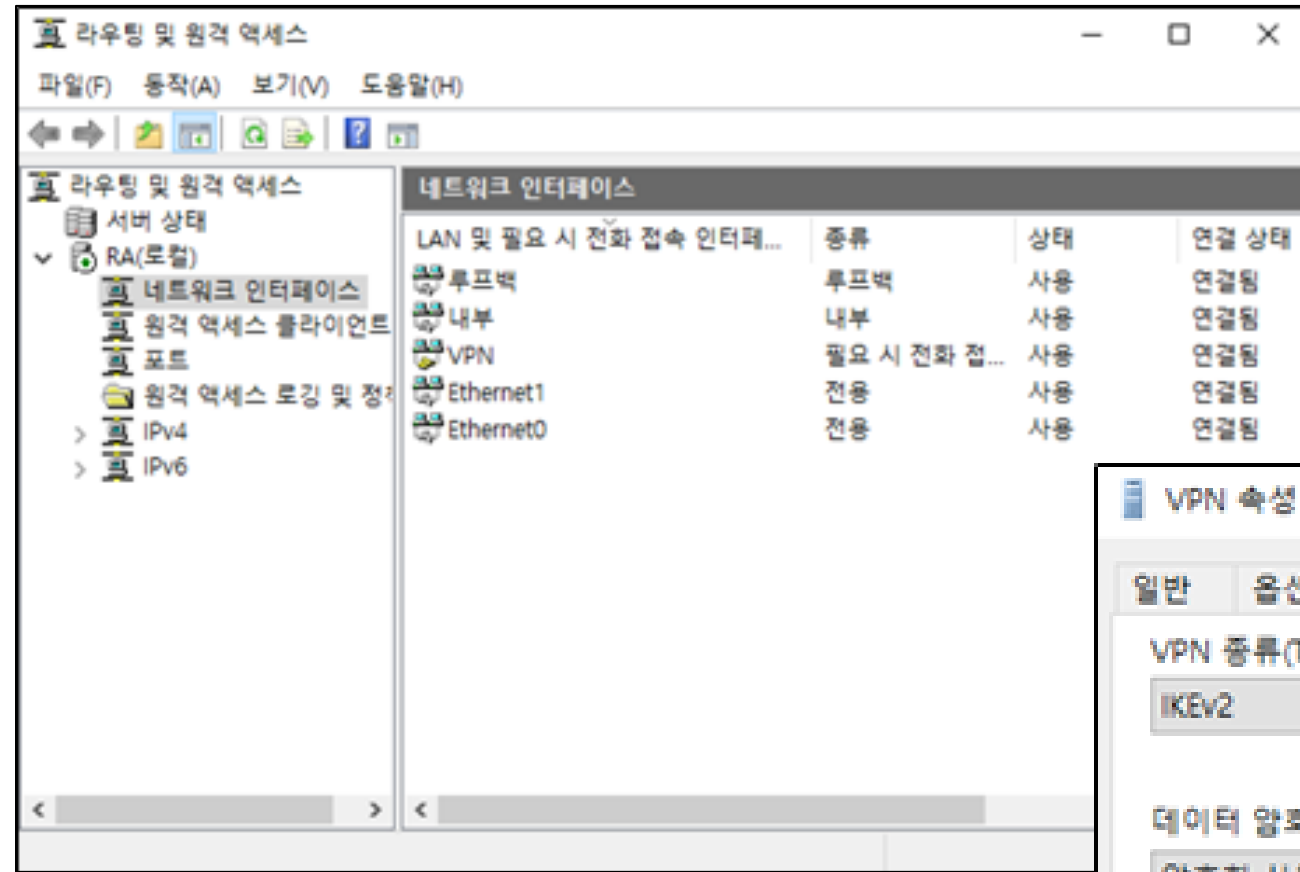 라우팅 및 원격 액세스
파일(F) 동작(A) 보기(V) 도움말(H)
라우팅 및 원격 액세스
서버 상태
RA(로컬)
네트워크 인터페이스
원격 액세스 클라이언트
포트
원격 액세스 로깅 및 정책
IPv4
IPv6
네트워크 인터페이스
LAN 및 필요 시 전화 접속 인터페... 종류 상태 연결 상태
루프백 루프백 사용 연결됨
내부 내부 사용 연결됨
VPN 필요 시 전화 접... 사용 연결됨
Ethernet1 전용 사용 연결됨
Ethernet0 전용 사용 연결됨
VPN 속성
일반 옵션
VPN 종류(T
IKEv2
데이터 암호